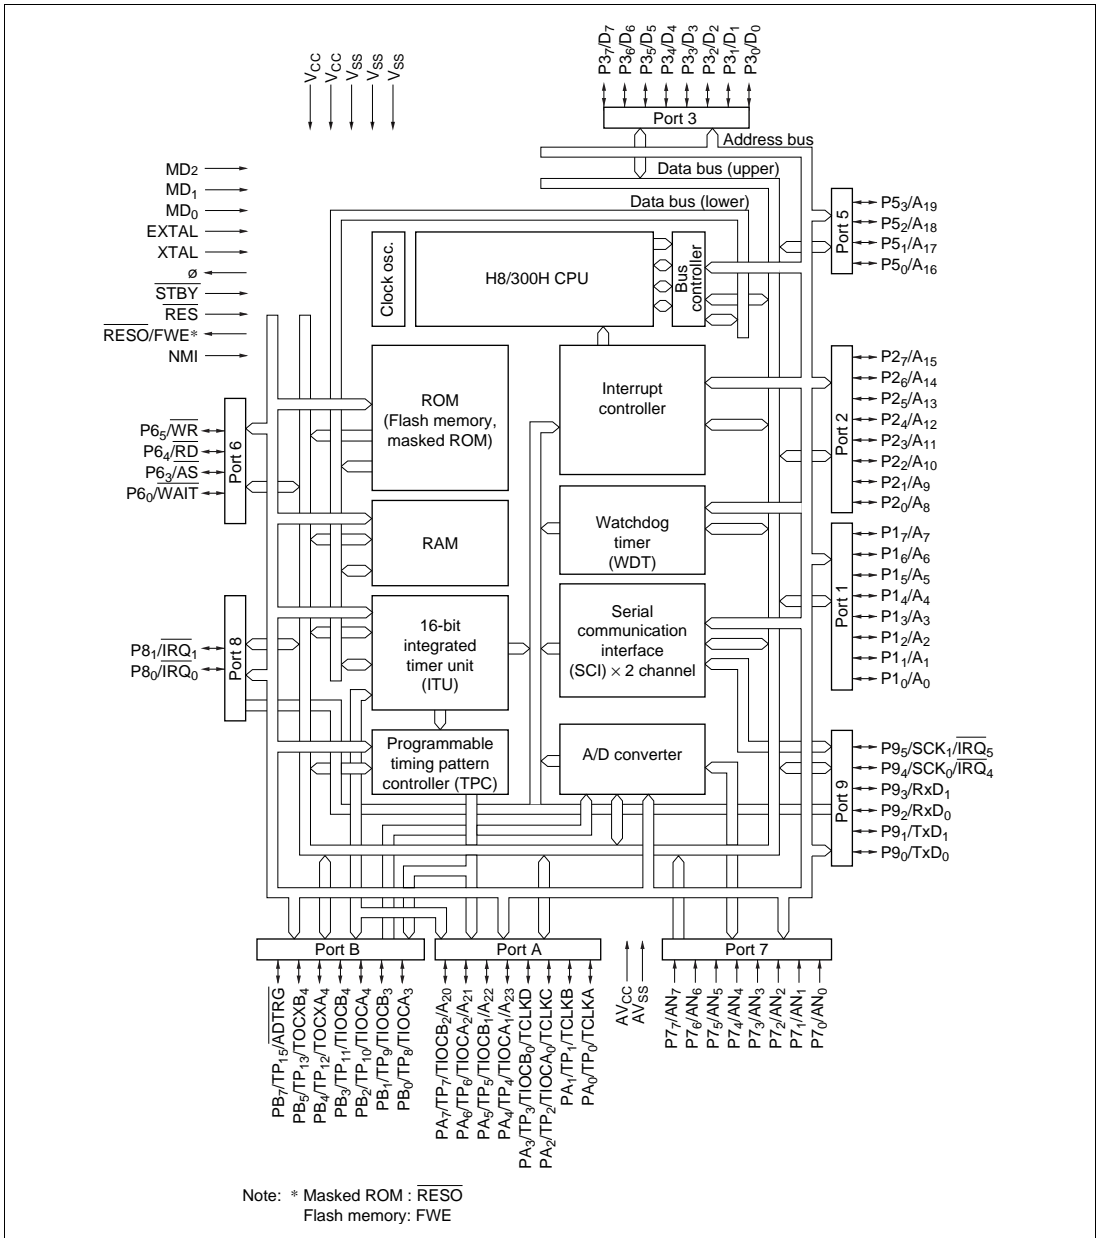 VCC
VCC
VSS
VSS
VSS
P37/D7
P36/D6
P35/D5
P34/D4
P33/D3
P32/D2
P31/D1
P30/D0
Port 3
Address bus
Data bus (upper)
Data bus (lower)
MD2
MD1
MD0
EXTAL
XTAL
ø
STBY
RES
RESO/FWE*
NMI
Clock osc.
H8/300H CPU
Bus controller
Port 5
P53/A19
P52/A18
P51/A17
P50/A16
ROM
(Flash memory,
masked ROM)
Interrupt
controller
Port 2
P27/A15
P26/A14
P25/A13
P24/A12
P23/A11
P22/A10
P21/A9
P20/A8
P65/WR
P64/RD
P63/AS
P60/WAIT
Port 6
RAM
Watchdog
timer
(WDT)
Port 1
P17/A7
P16/A6
P15/A5
P14/A4
P13/A3
P12/A2
P11/A1
P10/A0
P81/IRQ1
P80/IRQ0
Port 8
16-bit
integrated
timer unit
(ITU)
Serial
communication
interface
(SCI) × 2 channel
Programmable
timing pattern
controller (TPC)
A/D converter
Port 9
P95/SCK1/IRQ5
P94/SCK0/IRQ4
P93/RxD1
P92/RxD0
P91/TxD1
P90/TxD0
Port B
Port A
Port 7
PB7/TP15/ADTRG
PB5/TP13/TOCXB4
PB4/TP12/TOCXA4
PB3/TP11/TIOCB4
PB2/TP10/TIOCA4
PB1/TP9/TIOCB3
PB0/TP8/TIOCA3
PA7/TP7/TIOCB2/A20
PA6/TP6/TIOCA2/A21
PA5/TP5/TIOCB1/A22
PA4/TP4/TIOCA1/A23
PA3/TP3/TIOCB0/TCLKD
PA2/TP2/TIOCA0/TCLKC
PA1/TP1/TCLKB
PA0/TP0/TCLKA
AVCC
AVSS
P77/AN7
P76/AN6
P75/AN5
P74/AN4
P73/AN3
P72/AN2
P71/AN1
P70/AN0
Note: * Masked ROM : RESO
Flash memory: FWE